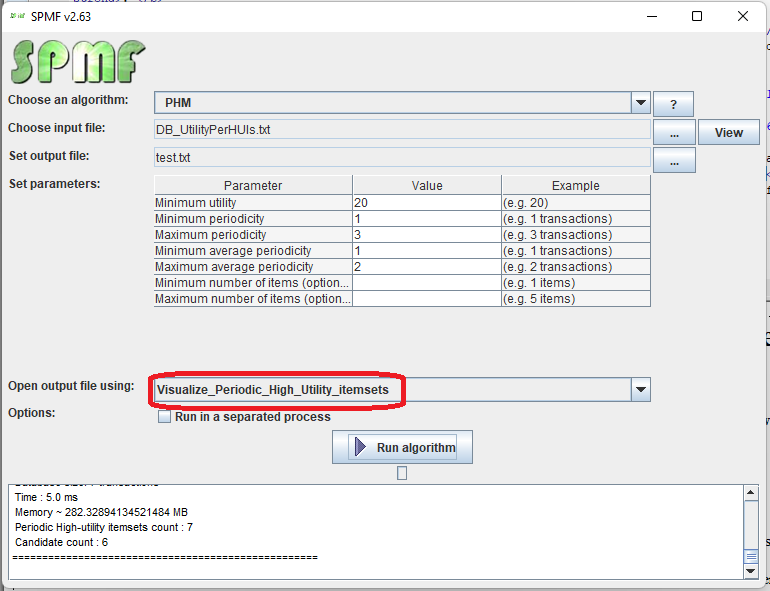 SPMF v2.63
SPMF
Choose an algorithm: PHM ?
Choose input file: DB_UtilityPerHUIs.txt ... View
Set output file: test.txt ...
Set parameters: Parameter Value Example
Minimum utility 20 (e.g. 20)
Minimum periodicity 1 (e.g. 1 transactions)
Maximum periodicity 3 (e.g. 3 transactions)
Minimum average periodicity 1 (e.g. 1 transactions)
Maximum average periodicity 2 (e.g. 2 transactions)
Minimum number of items (option... (e.g. 1 items)
Maximum number of items (option... (e.g. 5 items)
Open output file using: Visualize_Periodic_High_Utility_itemsets
Options: Run in a separated process
Run algorithm
Time : 5.0 ms
Memory ~ 282.32894134521484 MB
Periodic High-utility itemsets count : 7
Candidate count : 6
===================================================